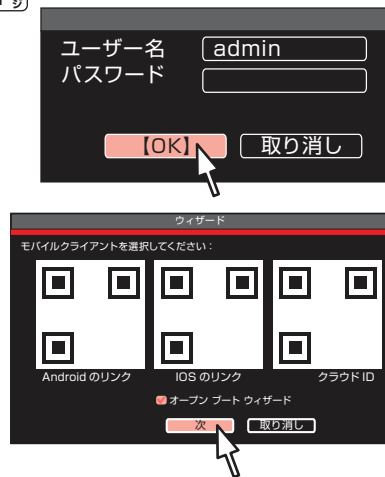 ジ
ユーザー名 admin
パスワード
【OK】 取り消し
ウィザード
モバイルクライアントを選択してください：
Android のリンク IOS のリンク クラウド ID
オープン ブート ウィザード
次 取り消し